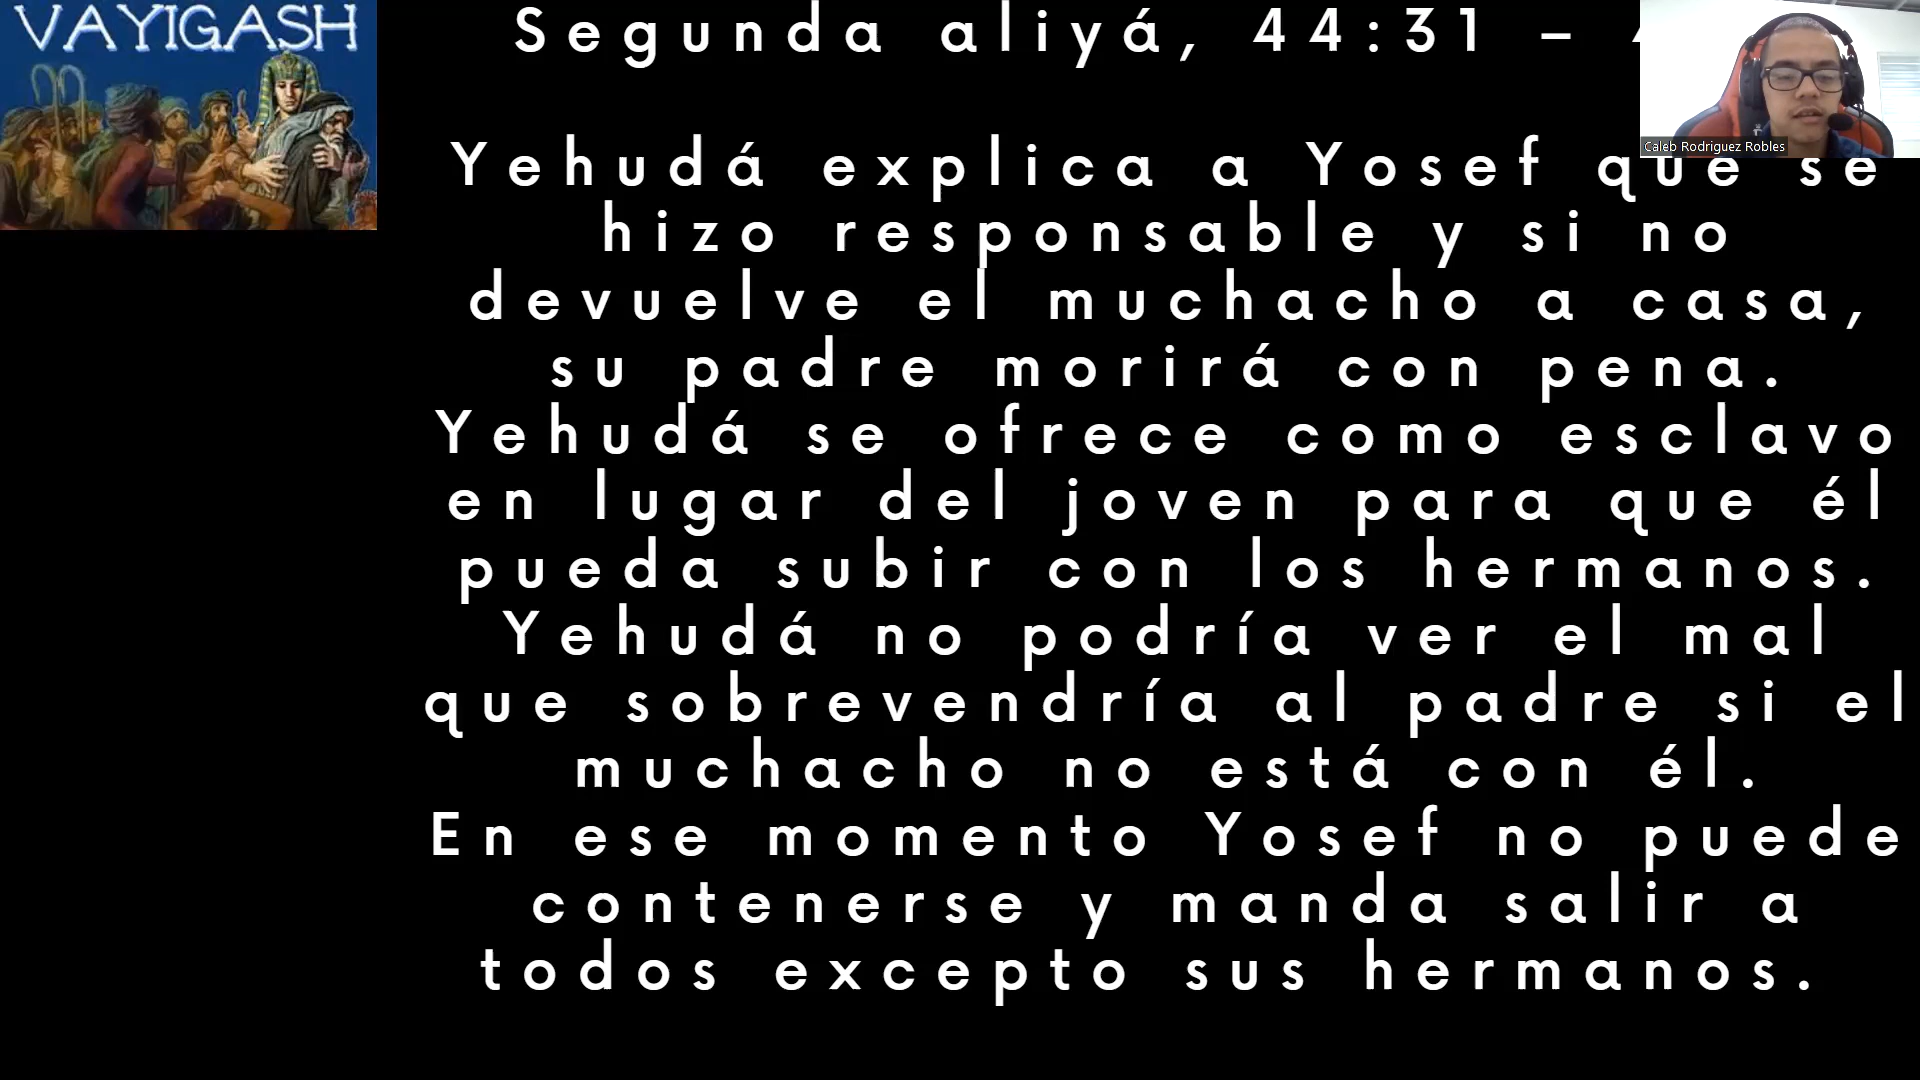 VAYIGASH
Segunda aliyá, 44:31 –
Caleb Rodriguez Robles
Yehudá explica a Yosef que se
hizo responsable y si no
devuelve el muchacho a casa,
su padre morirá con pena.
Yehudá se ofrece como esclavo
en lugar del joven para que él
pueda subir con los hermanos.
Yehudá no podría ver el mal
que sobrevendría al padre si el
muchacho no está con él.
En ese momento Yosef no puede
contenerse y manda salir a
todos excepto sus hermanos.